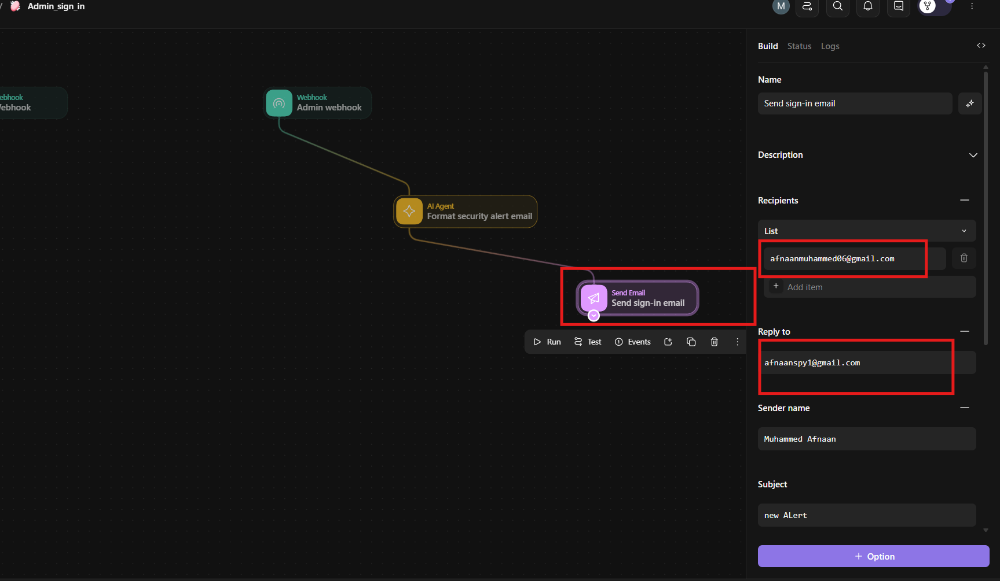 / Admin_sign_in
M
Build Status Logs
Name
Send sign-in email
Description
Recipients
List
afnaanmuhammed06@gmail.com
+ Add item
Reply to
afnaanspy1@gmail.com
Sender name
Muhammed Afnaan
Subject
new ALert
+ Option
ebhook
ebhook
Webhook
Admin webhook
AI Agent
Format security alert email
Send Email
Send sign-in email
Run Test Events